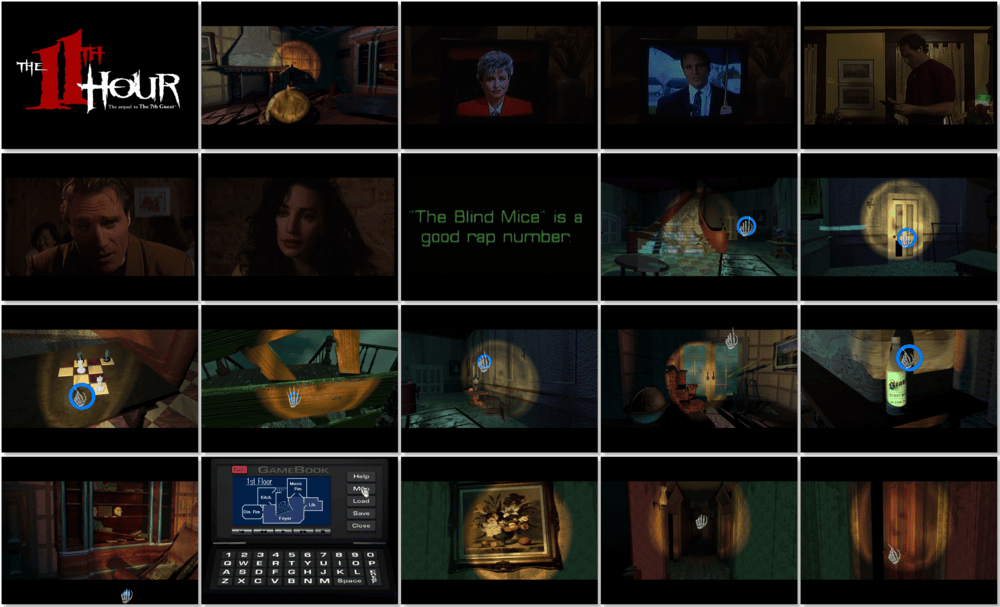 THE 11TH HOUR
The sequel to The 7th Guest
"The Blind Mice" is a
good rap number.
GAMEBOOK
1st Floor
Music
Rm.
Kitch
Lib.
Din. Rm.
Foyer
Help
Map
Load
Save
Close
1 2 3 4 5 6 7 8 9 0
Q W E R T Y U I O P
A S D F G H J K L
Z X C V B N M Space